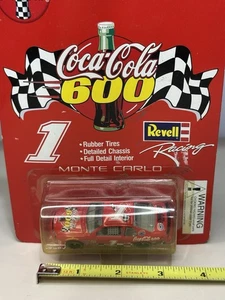 Coca-Cola
600
1
• Rubber Tires
• Detailed Chassis
• Full Detail Interior
Revell
Racing
MONTE CARLO
WARNING